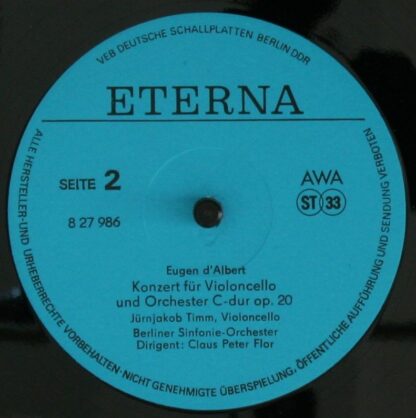 VEB DEUTSCHE SCHALLPLATTEN BERLIN DDR
ETERNA
SEITE 2
8 27 986
AWA
ST 33
Eugen d'Albert
Konzert für Violoncello
und Orchester C-dur op. 20
Jürnjakob Timm, Violoncello
Berliner Sinfonie-Orchester
Dirigent: Claus Peter Flor
ALLE HERSTELLER-UND URHEBERRECHTE VORBEHALTEN·NICHT GENEHMIGTE ÜBERSPIELUNG, ÖFFENTLICHE AUFFÜHRUNG UND SENDUNG VERBOTEN